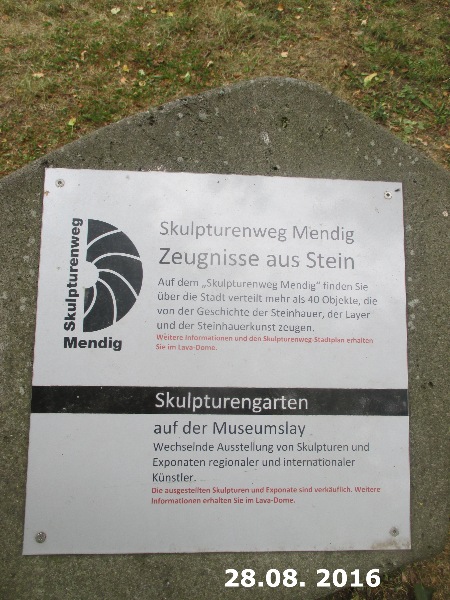 Skulpturenweg
Mendig
Skulpturenweg Mendig
Zeugnisse aus Stein
Auf dem „Skulpturenweg Mendig“ finden Sie
über die Stadt verteilt mehr als 40 Objekte, die
von der Geschichte der Steinhauer, der Layer
und der Steinhauerkunst zeugen.
Weitere Informationen und den Skulpturenweg-Stadtplan erhalten
Sie im Lava-Dome.
Skulpturengarten
auf der Museumslay
Wechselnde Ausstellung von Skulpturen und
Exponaten regionaler und internationaler
Künstler.
Die ausgestellten Skulpturen und Exponate sind verkäuflich. Weitere
Informationen erhalten Sie im Lava-Dome.
28.08. 2016